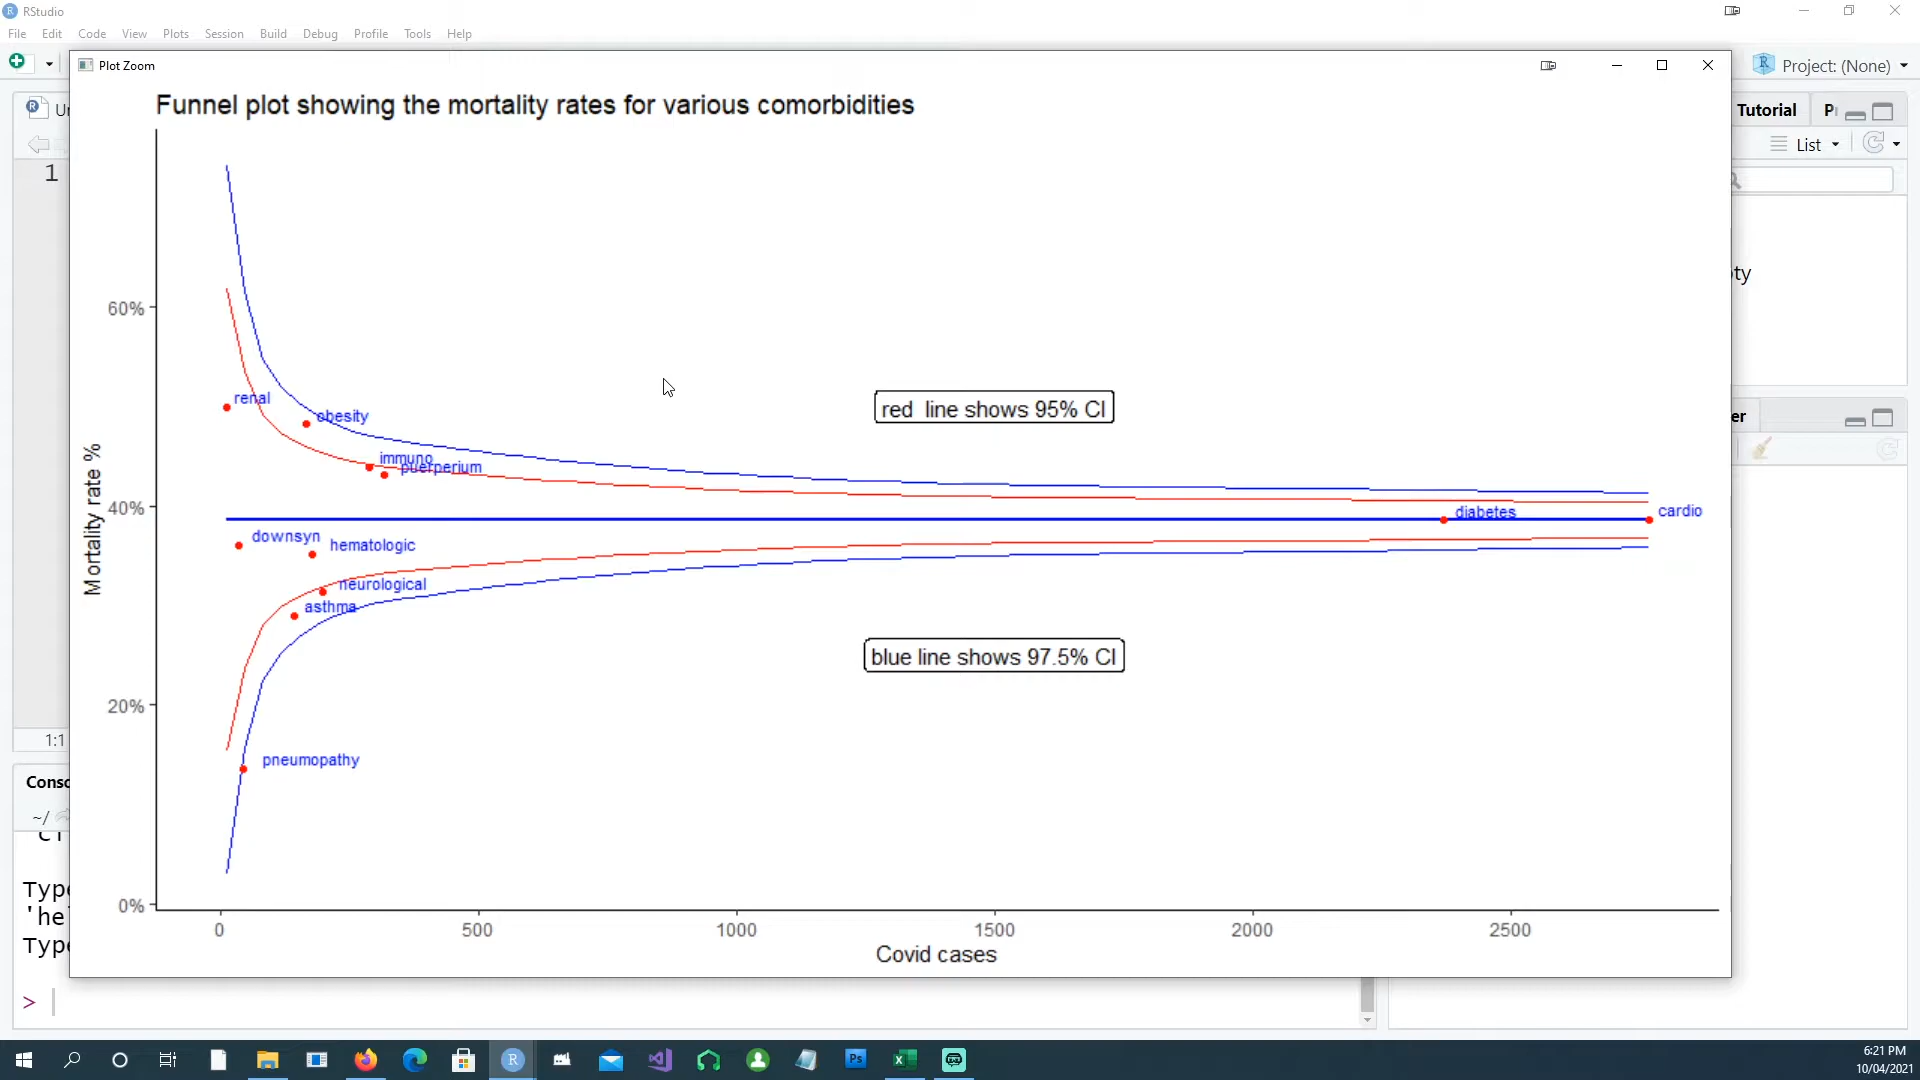 RStudio
File Edit Code View Plots Session Build Debug Profile Tools Help
Plot Zoom
Project: (None)
Funnel plot showing the mortality rates for various comorbidities
Tutorial
List
1
60%
renal
obesity
red  line shows 95% CI
immuno
puerperium
40%
diabetes
cardio
Mortality rate %
downsyn
hematologic
neurological
asthma
blue line shows 97.5% CI
20%
pneumopathy
0%
0 500 1000 1500 2000 2500
Covid cases
1:1
~/
>
Ps
6:21 PM
10/04/2021